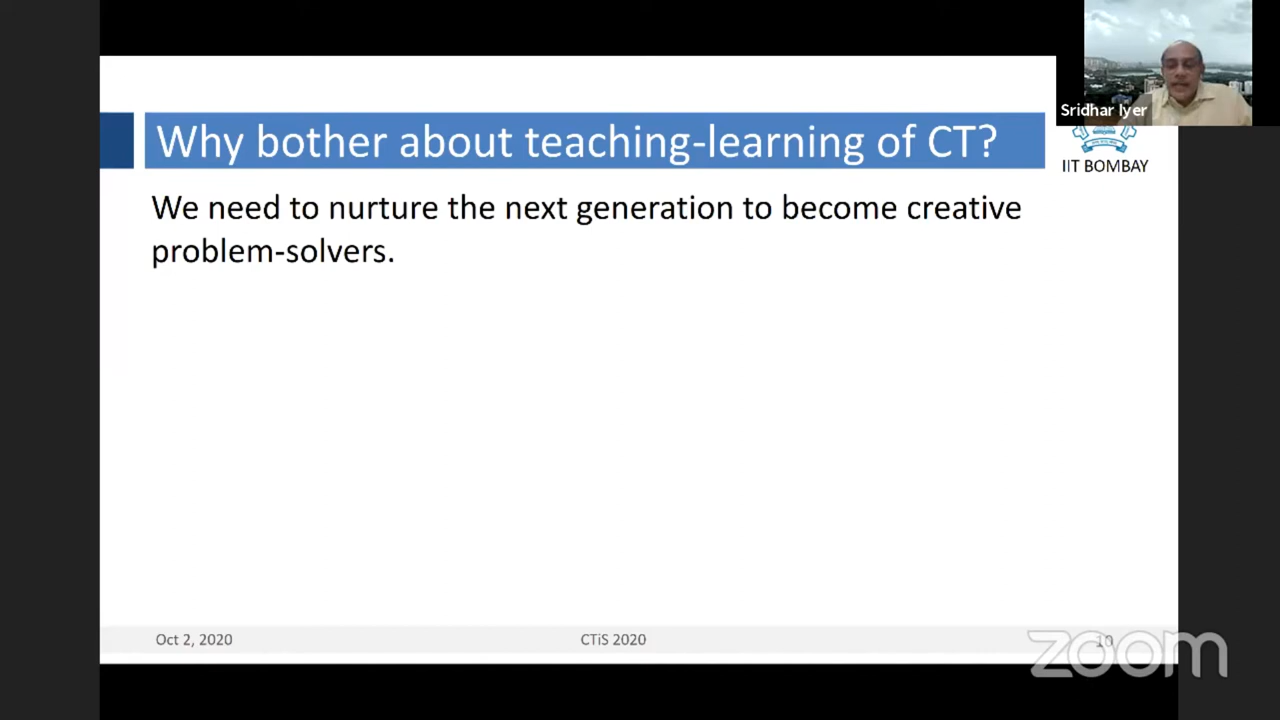 Sridhar Iyer
Why bother about teaching-learning of CT?
IIT BOMBAY
We need to nurture the next generation to become creative
problem-solvers.
Oct 2, 2020
CTiS 2020
10
zoom